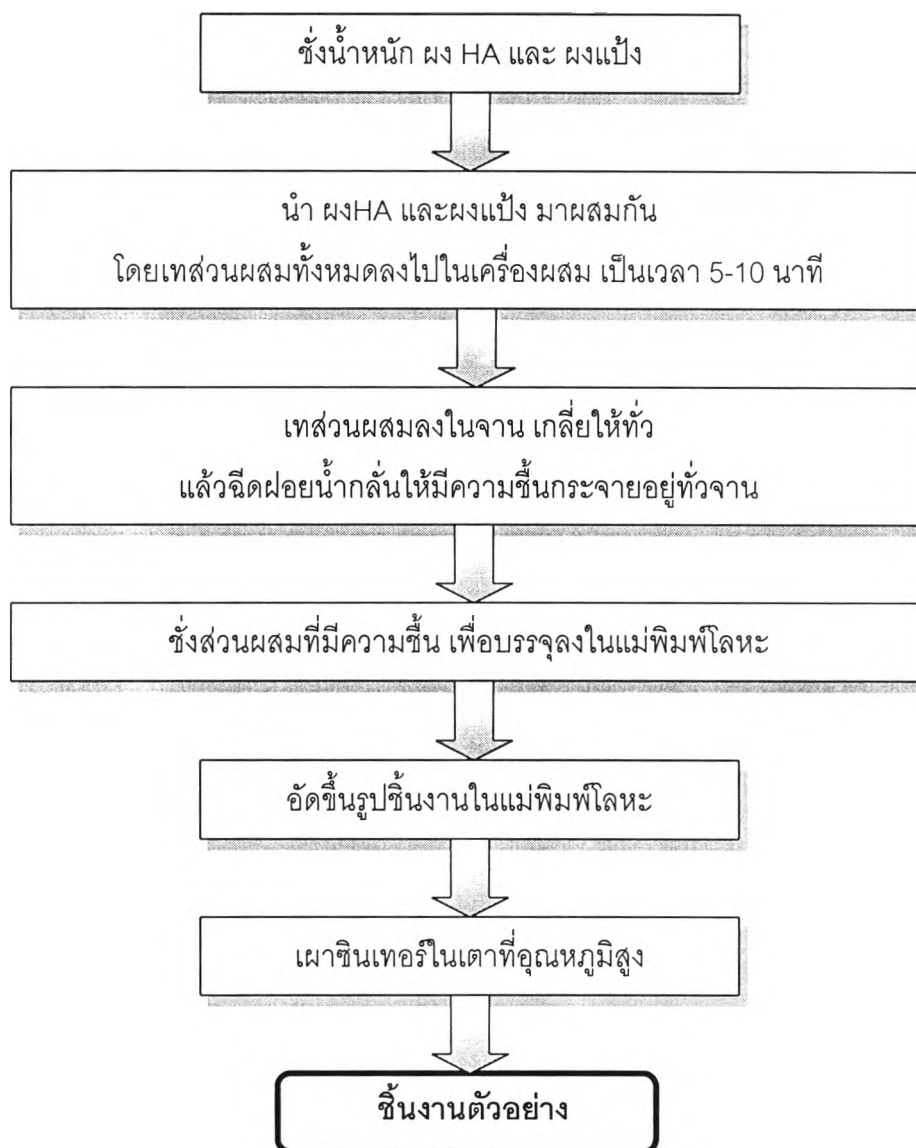 ชั่งน้ำหนัก ผง HA และ ผงแป้ง
นำ ผงHA และผงแป้ง มาผสมกัน
โดยเทส่วนผสมทั้งหมดลงไปในเครื่องผสม เป็นเวลา 5-10 นาที
เทส่วนผสมลงในจาน เกลี่ยให้ทั่ว
แล้วฉีดฝอยน้ำกลั่นให้มีความชื้นกระจายอยู่ทั่วจาน
ชั่งส่วนผสมที่มีความชื้น เพื่อบรรจุลงในแม่พิมพ์โลหะ
อัดขึ้นรูปชิ้นงานในแม่พิมพ์โลหะ
เผาซินเทอร์ในเตาที่อุณหภูมิสูง
ชิ้นงานตัวอย่าง